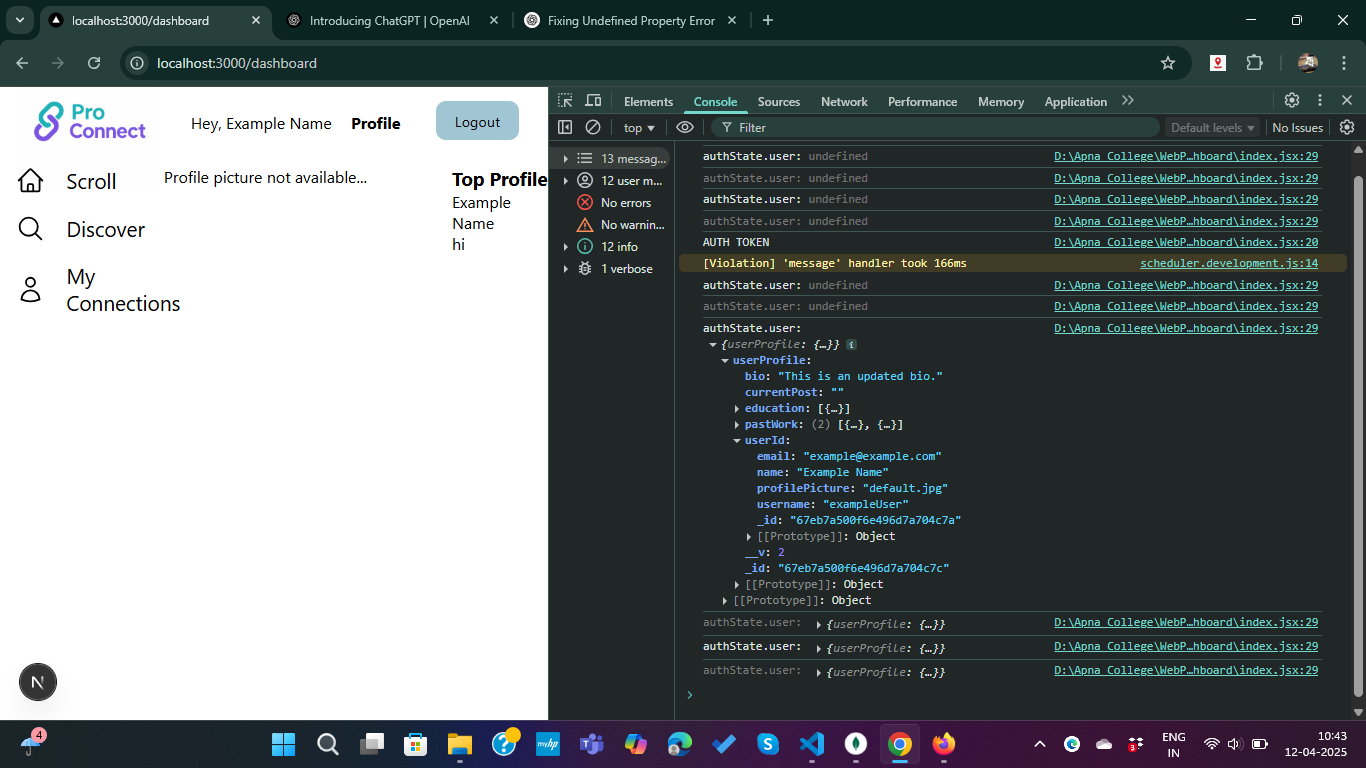 localhost:3000/dashboard
Introducing ChatGPT | OpenAI
Fixing Undefined Property Error
localhost:3000/dashboard
Pro
Connect
Hey, Example Name
Profile
Logout
Scroll
Discover
My
Connections
Profile picture not available...
Top Profile
Example
Name
hi
N
Elements
Console
Sources
Network
Performance
Memory
Application
top
Filter
Default levels
No Issues
13 messag...
12 user m...
No errors
No warnin...
12 info
1 verbose
authState.user: undefined D:\Apna College\WebP…hboard\index.jsx:29
authState.user: undefined D:\Apna College\WebP…hboard\index.jsx:29
authState.user: undefined D:\Apna College\WebP…hboard\index.jsx:29
authState.user: undefined D:\Apna College\WebP…hboard\index.jsx:29
AUTH TOKEN D:\Apna College\WebP…hboard\index.jsx:20
[Violation] 'message' handler took 166ms scheduler.development.js:14
authState.user: undefined D:\Apna College\WebP…hboard\index.jsx:29
authState.user: undefined D:\Apna College\WebP…hboard\index.jsx:29
authState.user: D:\Apna College\WebP…hboard\index.jsx:29
{userProfile: {…}} i
userProfile:
bio: "This is an updated bio."
currentPost: ""
education: [{…}]
pastWork: (2) [{…}, {…}]
userId:
email: "example@example.com"
name: "Example Name"
profilePicture: "default.jpg"
username: "exampleUser"
_id: "67eb7a500f6e496d7a704c7a"
[[Prototype]]: Object
__v: 2
_id: "67eb7a500f6e496d7a704c7c"
[[Prototype]]: Object
[[Prototype]]: Object
authState.user: {userProfile: {…}} D:\Apna College\WebP…hboard\index.jsx:29
authState.user: {userProfile: {…}} D:\Apna College\WebP…hboard\index.jsx:29
authState.user: {userProfile: {…}} D:\Apna College\WebP…hboard\index.jsx:29
4
myhp
3
ENG
IN
10:43
12-04-2025